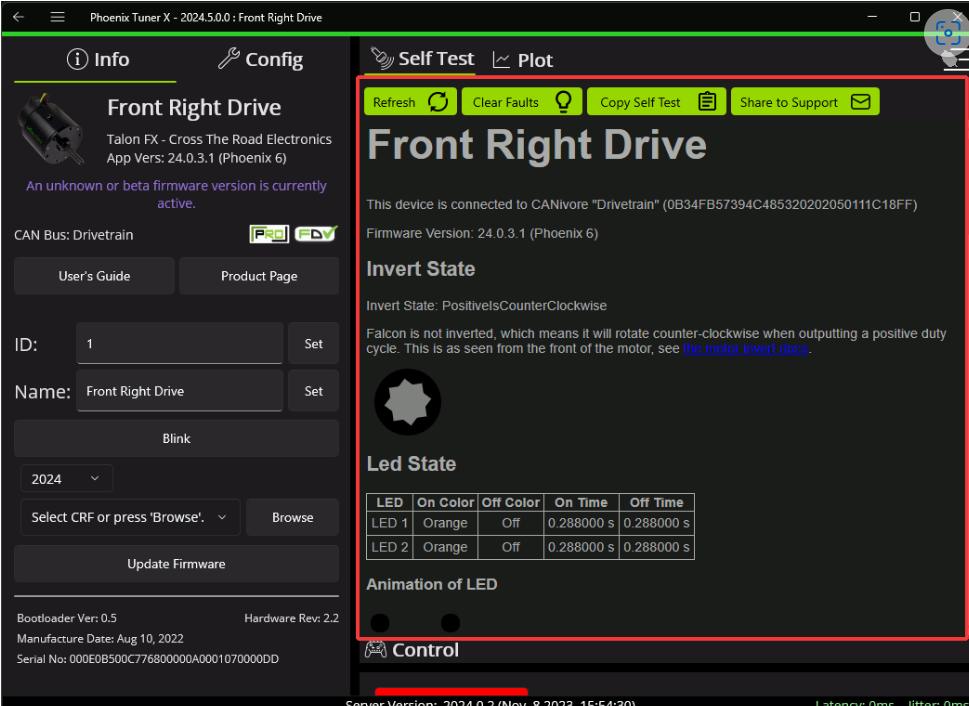 Phoenix Tuner X - 2024.5.0.0 : Front Right Drive
Info
Config
Front Right Drive
Talon FX - Cross The Road Electronics
App Vers: 24.0.3.1 (Phoenix 6)
An unknown or beta firmware version is currently
active.
CAN Bus: Drivetrain
PRO
FDV
User's Guide
Product Page
ID:
1
Set
Name:
Front Right Drive
Set
Blink
2024
Select CRF or press 'Browse'.
Browse
Update Firmware
Bootloader Ver: 0.5
Hardware Rev: 2.2
Manufacture Date: Aug 10, 2022
Serial No: 000E0B500C776800000A0001070000DD
Self Test
Plot
Refresh
Clear Faults
Copy Self Test
Share to Support
Front Right Drive
This device is connected to CANivore "Drivetrain" (0B34FB57394C485320202050111C18FF)
Firmware Version: 24.0.3.1 (Phoenix 6)
Invert State
Invert State: PositiveIsCounterClockwise
Falcon is not inverted, which means it will rotate counter-clockwise when outputting a positive duty
cycle. This is as seen from the front of the motor, see the motor invert docs.
Led State
LED On Color Off Color On Time Off Time
LED 1 Orange Off 0.288000 s 0.288000 s
LED 2 Orange Off 0.288000 s 0.288000 s
Animation of LED
Control
Server Version: 2024.0.2 (Nov 8 2023, 15:54:30)
Latency: 0ms
Jitter: 0ms